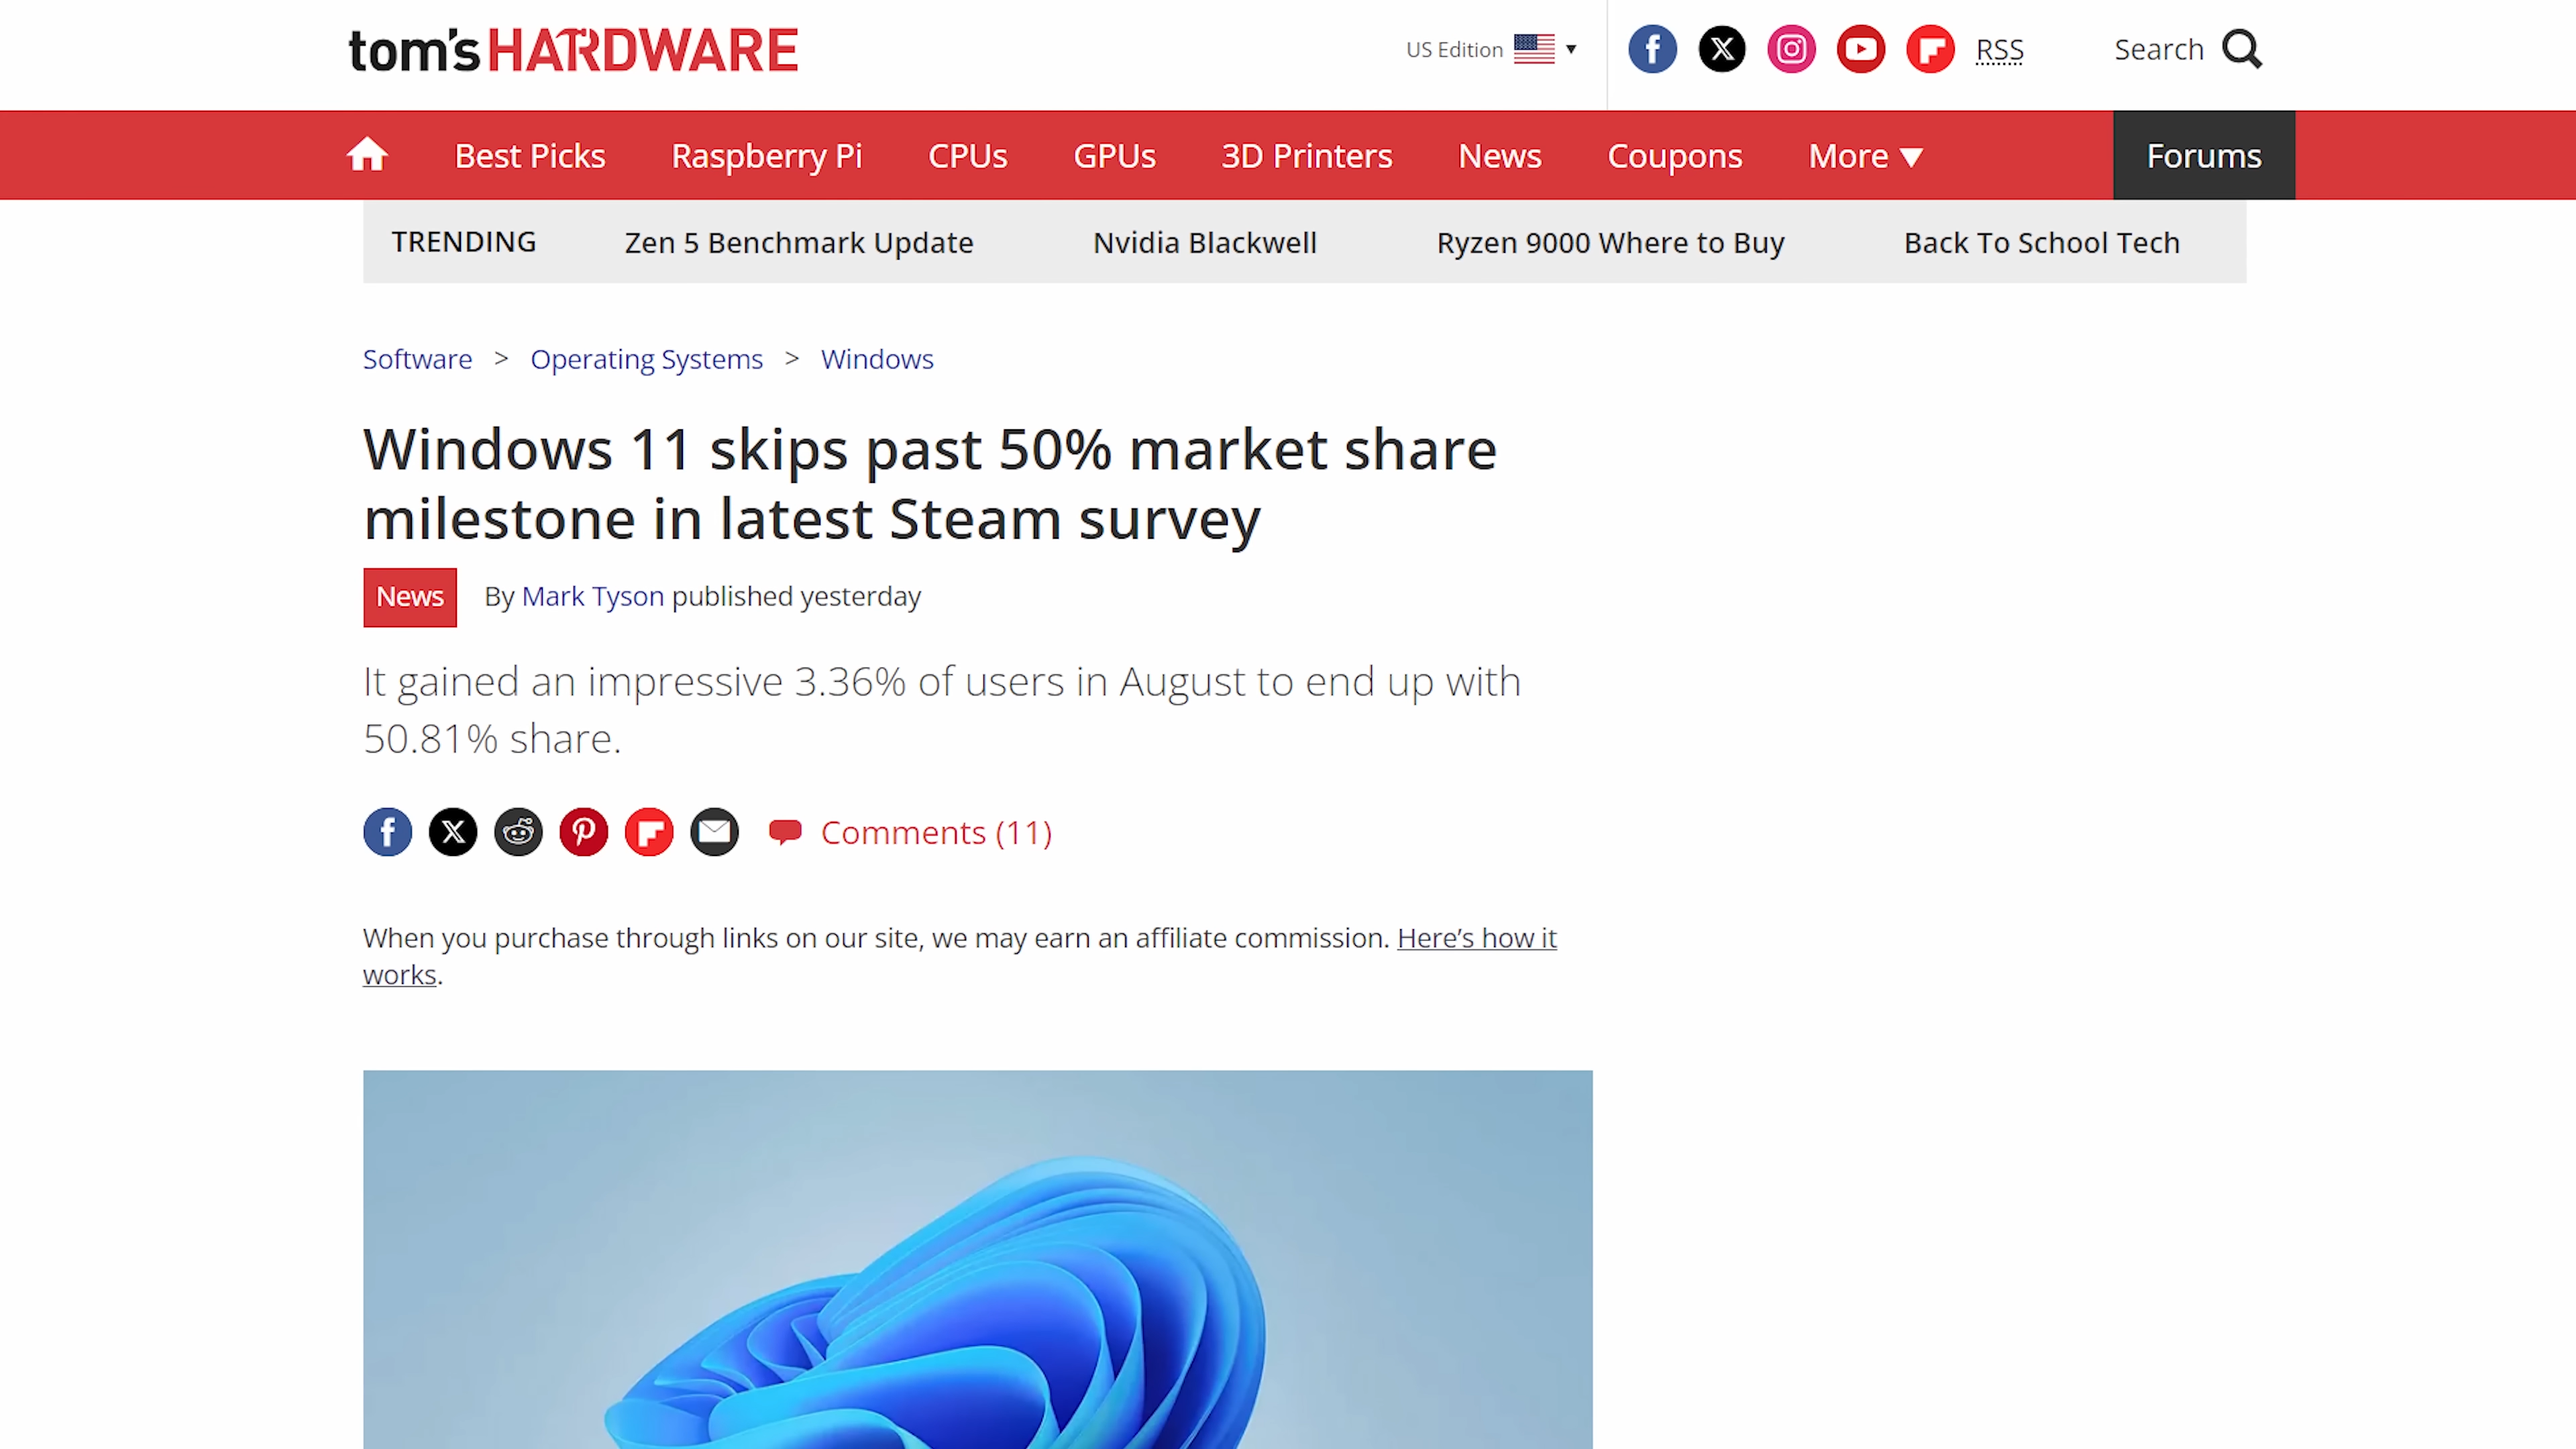 tom's HARDWARE
US Edition
RSS
Search
Best Picks
Raspberry Pi
CPUs
GPUs
3D Printers
News
Coupons
More
Forums
TRENDING
Zen 5 Benchmark Update
Nvidia Blackwell
Ryzen 9000 Where to Buy
Back To School Tech
Software > Operating Systems > Windows
Windows 11 skips past 50% market share
milestone in latest Steam survey
News
By Mark Tyson published yesterday
It gained an impressive 3.36% of users in August to end up with
50.81% share.
Comments (11)
When you purchase through links on our site, we may earn an affiliate commission. Here’s how it
works.